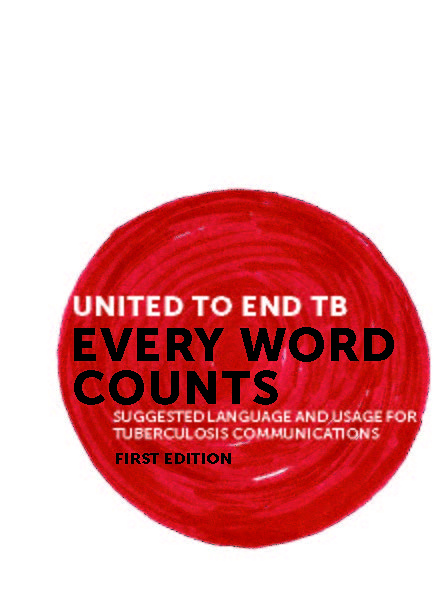 UNITED TO END TB
EVERY WORD
COUNTS
SUGGESTED LANGUAGE AND USAGE FOR
TUBERCULOSIS COMMUNICATIONS
FIRST EDITION